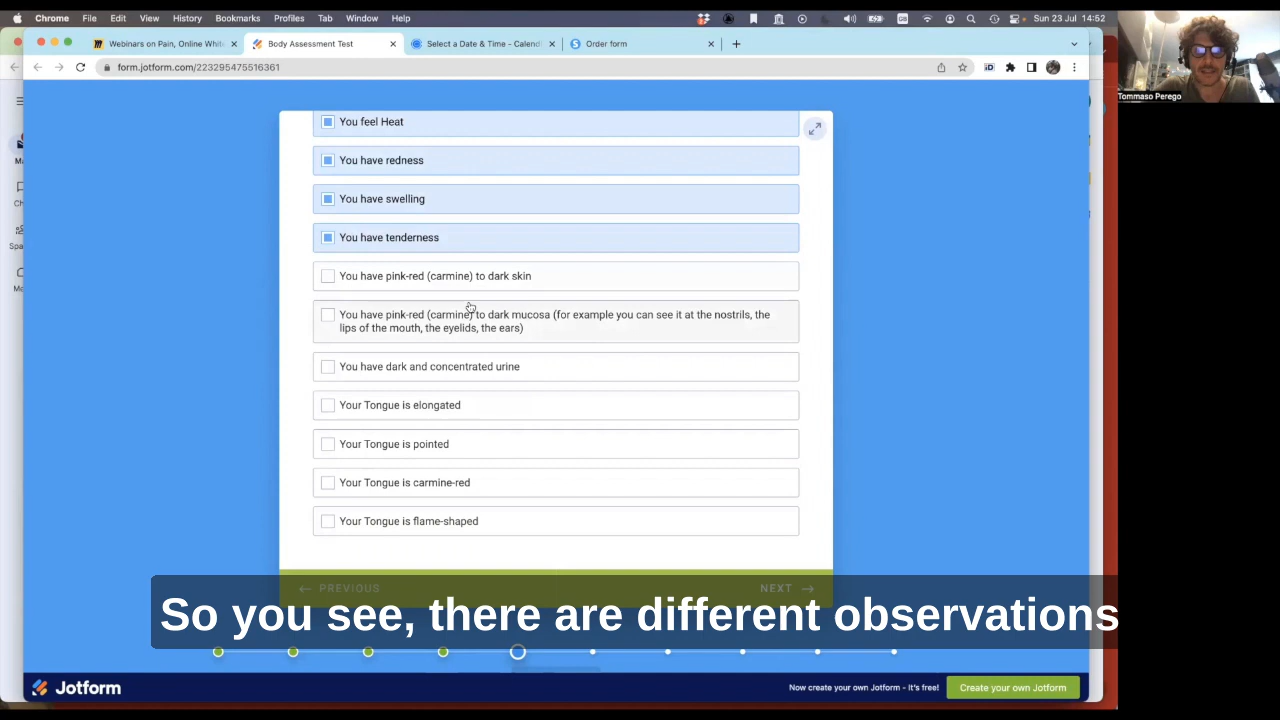 Chrome File Edit View History Bookmarks Profiles Tab Window Help Sun 23 Jul 14:52
Webinars on Pain, Online White Body Assessment Test Select a Date & Time - Calend Order form
form.jotform.com/223295475516361
Tommaso Perego
You feel Heat
You have redness
You have swelling
You have tenderness
You have pink-red (carmine) to dark skin
You have pink-red (carmine) to dark mucosa (for example you can see it at the nostrils, the
lips of the mouth, the eyelids, the ears)
You have dark and concentrated urine
Your Tongue is elongated
Your Tongue is pointed
Your Tongue is carmine-red
Your Tongue is flame-shaped
PREVIOUS NEXT
So you see, there are different observations
Jotform Now create your own Jotform - It's free! Create your own Jotform